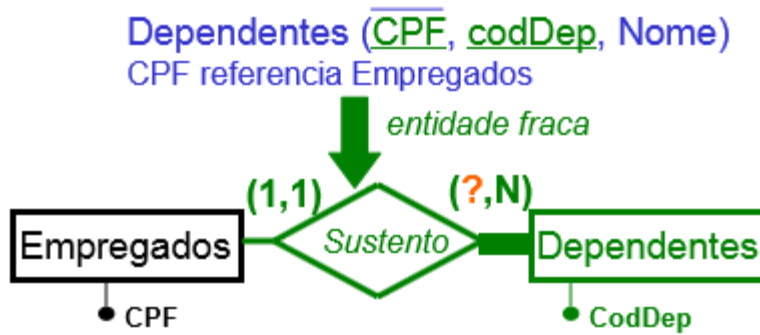 Dependentes (CPF, codDep, Nome)
CPF referencia Empregados
entidade fraca
(1,1)
(?,N)
Empregados
Sustento
Dependentes
CPF
CodDep